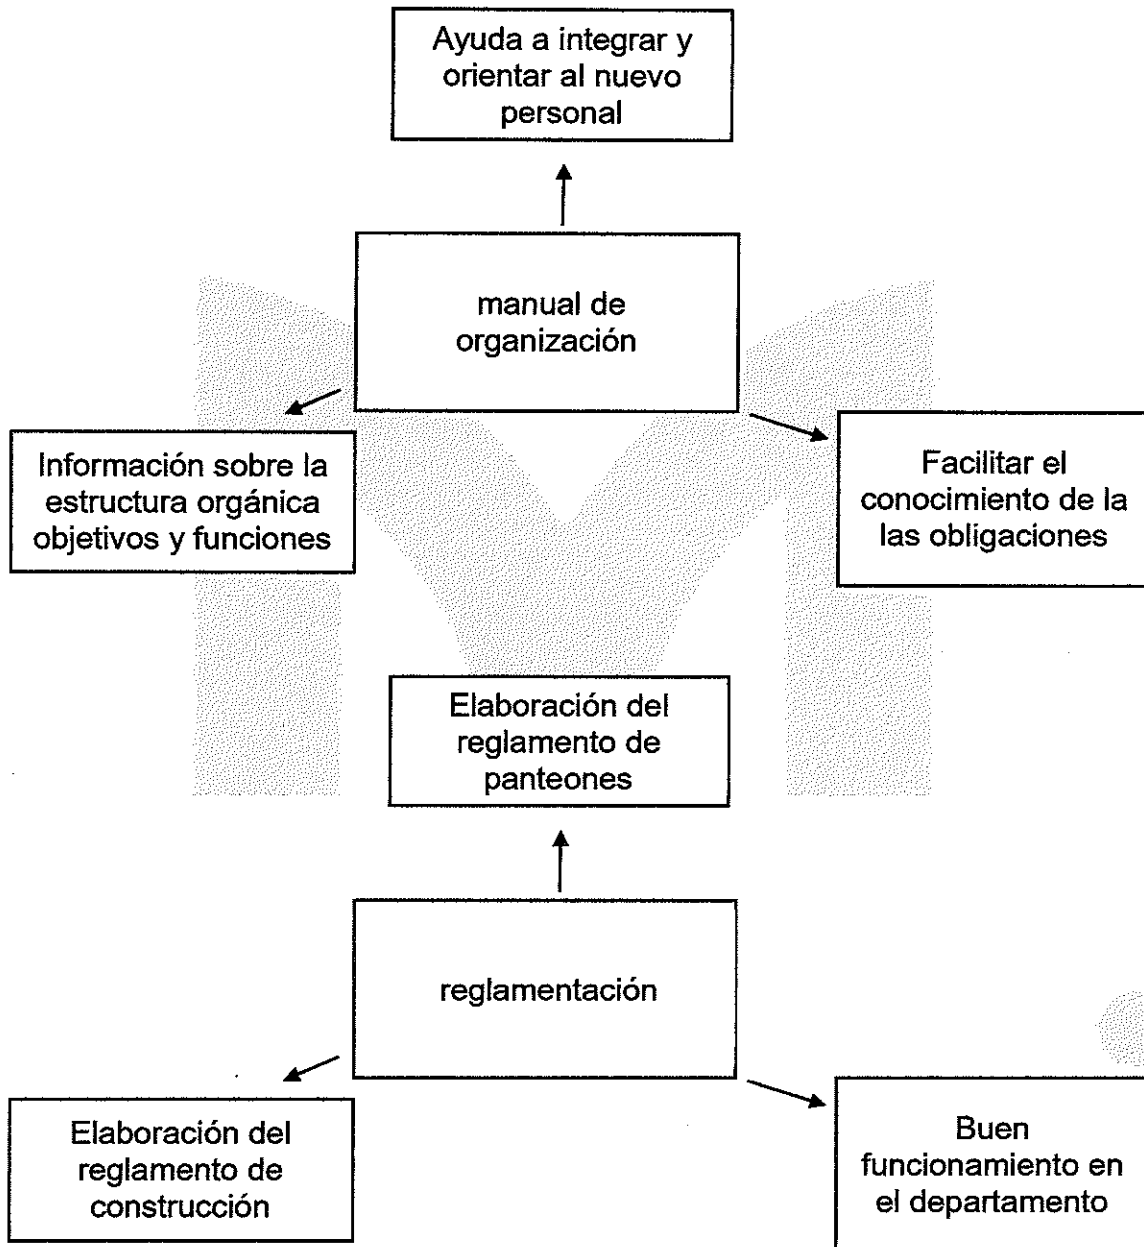 Ayuda a integrar y
orientar al nuevo
personal
manual de
organización
Información sobre la
estructura orgánica
objetivos y funciones
Facilitar el
conocimiento de la
las obligaciones
Elaboración del
reglamento de
panteones
reglamentación
Elaboración del
reglamento de
construcción
Buen
funcionamiento en
el departamento